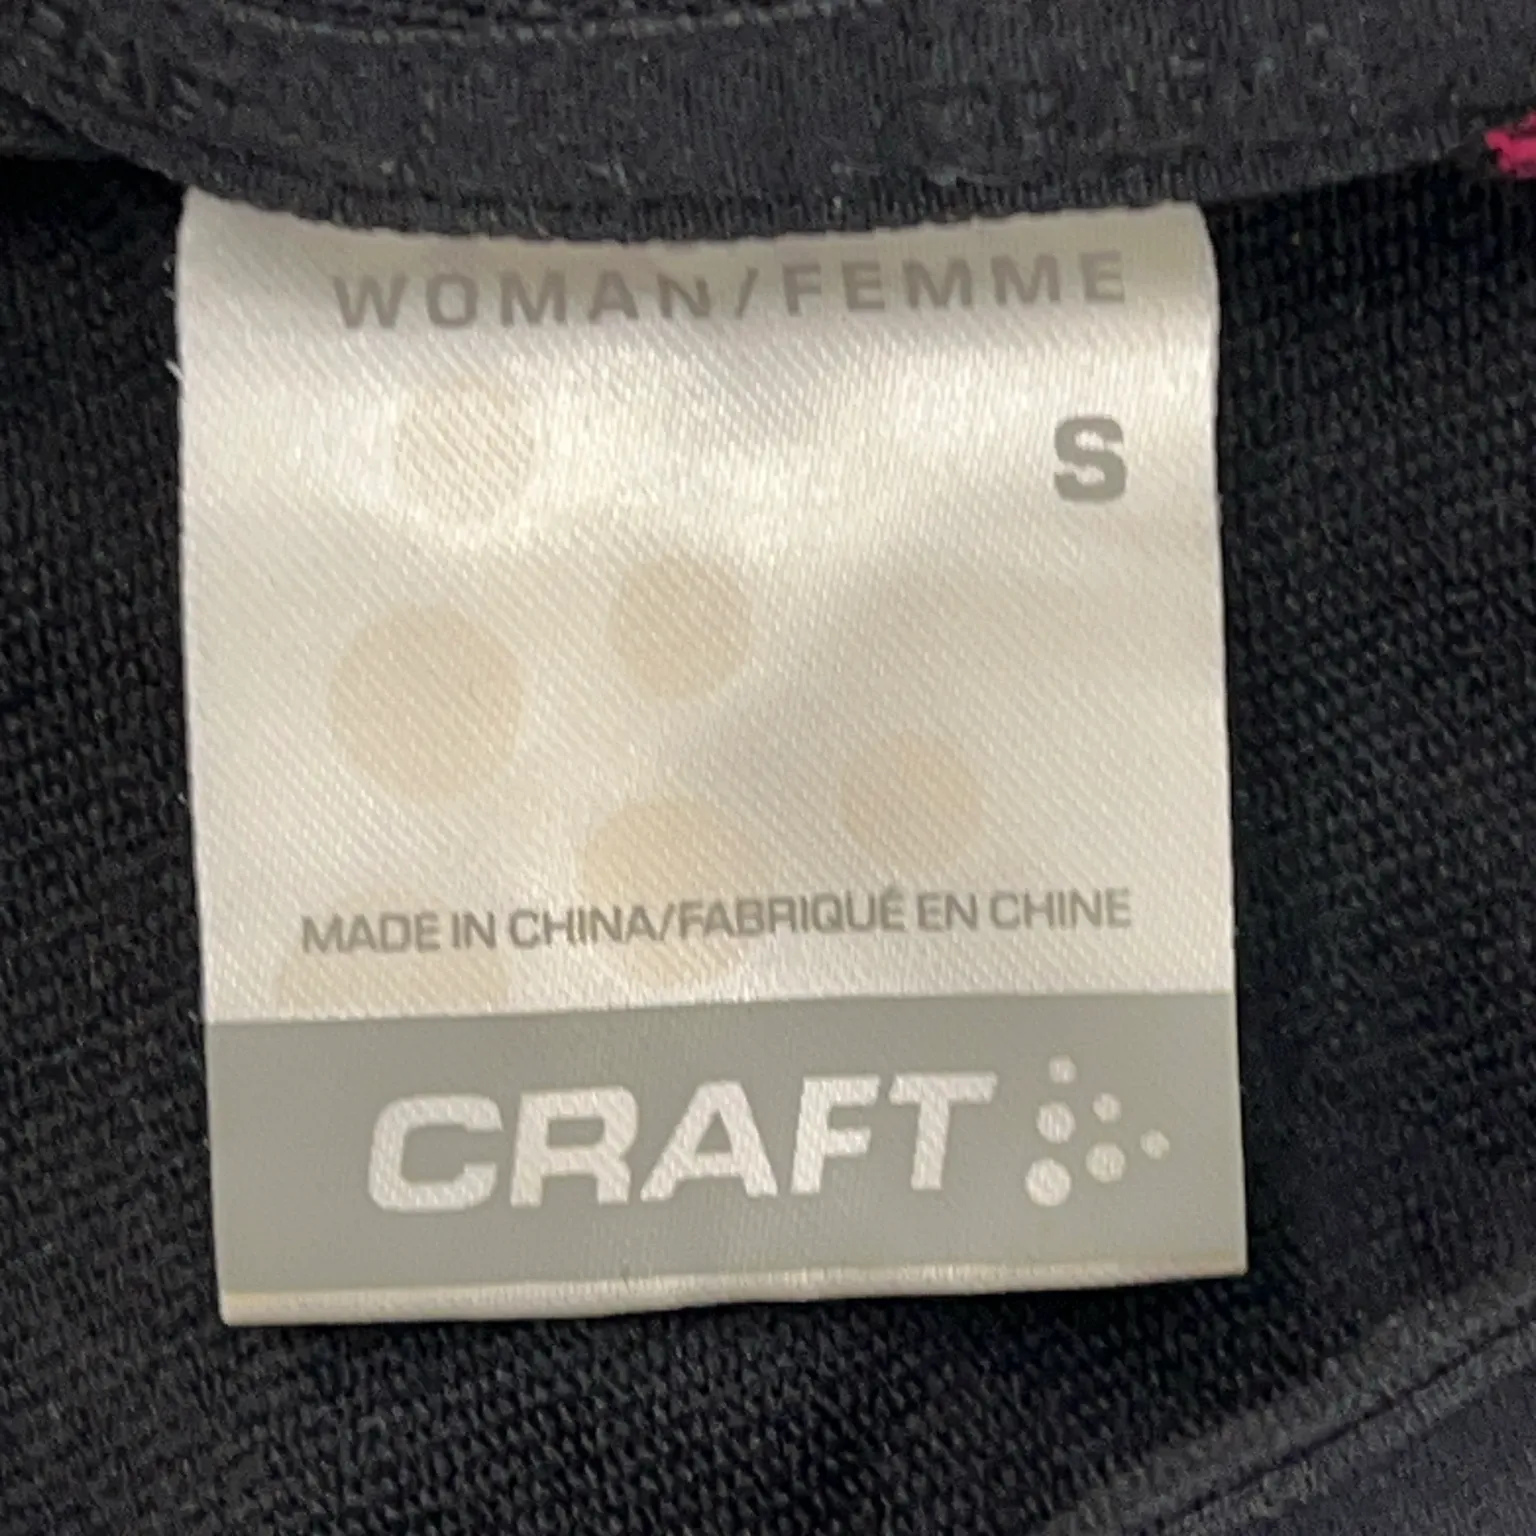 WOMAN/FEMME
S
MADE IN CHINA/FABRIQUÉ EN CHINE
CRAFT